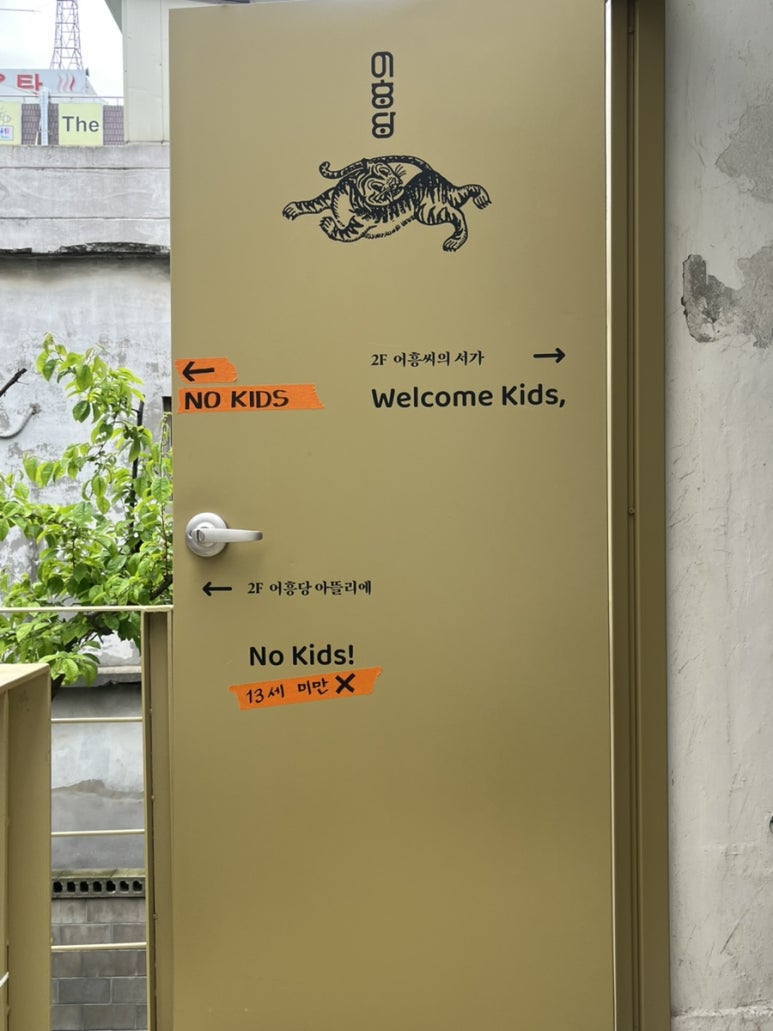 타
The
어흥당
←
NO KIDS
2F 어흥씨의 서가 →
Welcome Kids,
← 2F 어흥당 아뜰리에
No Kids!
13세 미만 X